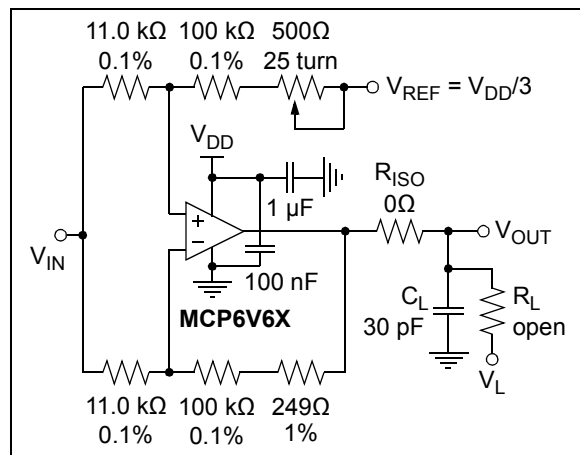 11.0 kΩ 100 kΩ 500Ω
0.1% 0.1% 25 turn
V_REF = V_DD/3
V_DD
R_ISO
0Ω
1 µF
V_OUT
V_IN
+
−
100 nF
MCP6V6X
C_L
30 pF
R_L
open
V_L
11.0 kΩ 100 kΩ 249Ω
0.1% 0.1% 1%